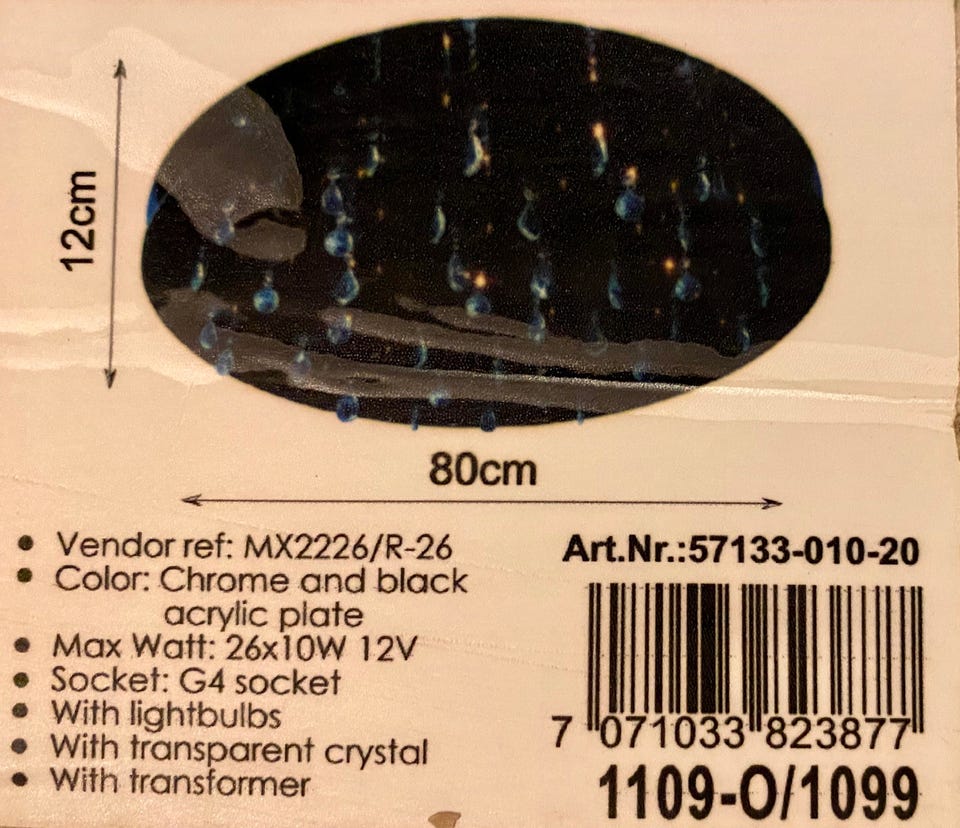 12cm
80cm
• Vendor ref: MX2226/R-26
• Color: Chrome and black
acrylic plate
• Max Watt: 26x10W 12V
• Socket: G4 socket
• With lightbulbs
• With transparent crystal
• With transformer
Art.Nr.:57133-010-20
7 071033 823877
1109-O/1099